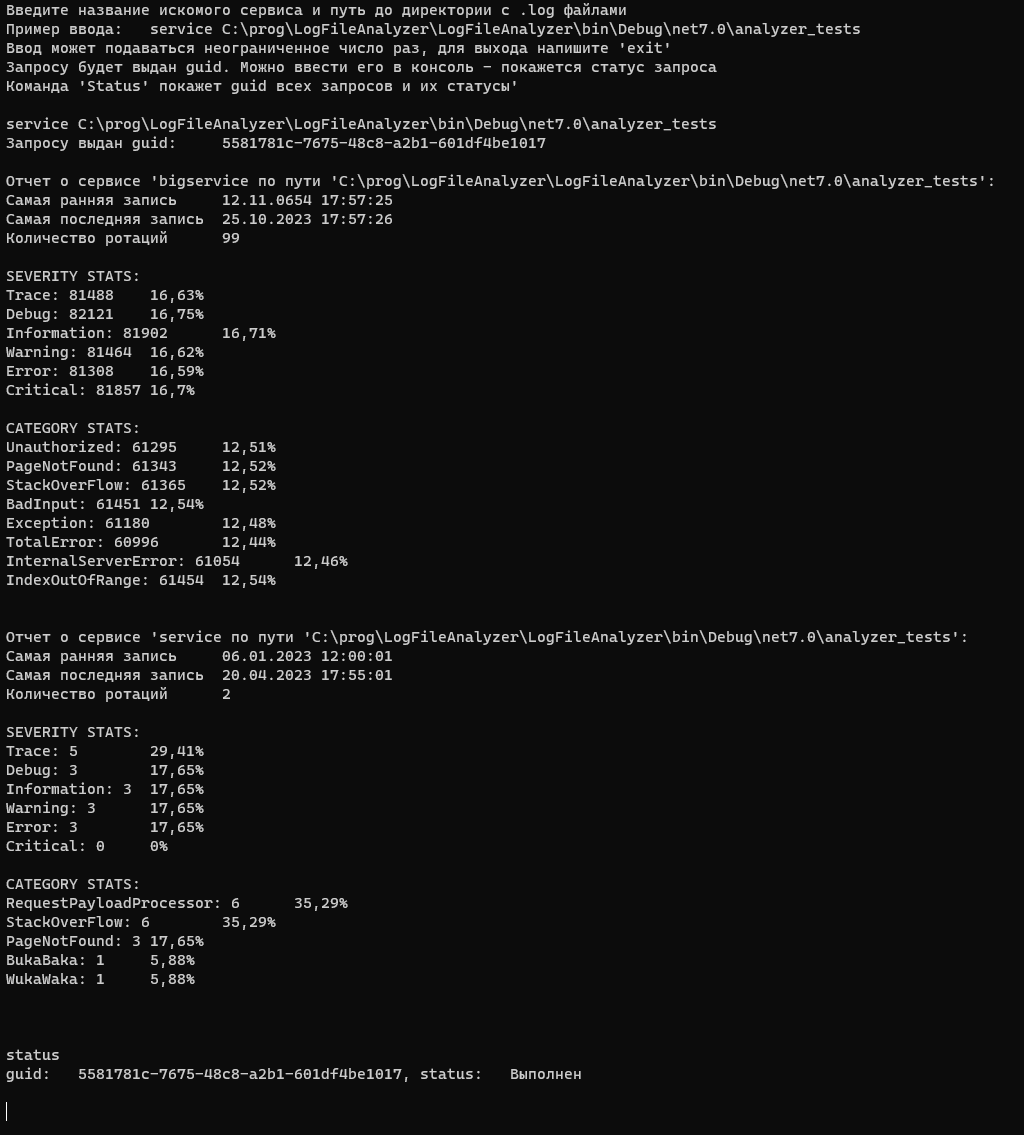 Введите название искомого сервиса и путь до директории с .log файлами
Пример ввода:   service C:\prog\LogFileAnalyzer\LogFileAnalyzer\bin\Debug\net7.0\analyzer_tests
Ввод может подаваться неограниченное число раз, для выхода напишите 'exit'
Запросу будет выдан guid. Можно ввести его в консоль - покажется статус запроса
Команда 'Status' покажет guid всех запросов и их статусы'
service C:\prog\LogFileAnalyzer\LogFileAnalyzer\bin\Debug\net7.0\analyzer_tests
Запросу выдан guid:     5581781c-7675-48c8-a2b1-601df4be1017
Отчет о сервисе 'bigservice по пути 'C:\prog\LogFileAnalyzer\LogFileAnalyzer\bin\Debug\net7.0\analyzer_tests':
Самая ранняя запись     12.11.0654 17:57:25
Самая последняя запись  25.10.2023 17:57:26
Количество ротаций      99
SEVERITY STATS:
Trace: 81488    16,63%
Debug: 82121    16,75%
Information: 81902      16,71%
Warning: 81464  16,62%
Error: 81308    16,59%
Critical: 81857 16,7%
CATEGORY STATS:
Unauthorized: 61295     12,51%
PageNotFound: 61343     12,52%
StackOverFlow: 61365    12,52%
BadInput: 61451 12,54%
Exception: 61180        12,48%
TotalError: 60996       12,44%
InternalServerError: 61054      12,46%
IndexOutOfRange: 61454  12,54%
Отчет о сервисе 'service по пути 'C:\prog\LogFileAnalyzer\LogFileAnalyzer\bin\Debug\net7.0\analyzer_tests':
Самая ранняя запись     06.01.2023 12:00:01
Самая последняя запись  20.04.2023 17:55:01
Количество ротаций      2
SEVERITY STATS:
Trace: 5        29,41%
Debug: 3        17,65%
Information: 3  17,65%
Warning: 3      17,65%
Error: 3        17,65%
Critical: 0     0%
CATEGORY STATS:
RequestPayloadProcessor: 6      35,29%
StackOverFlow: 6        35,29%
PageNotFound: 3 17,65%
BukaBaka: 1     5,88%
WukaWaka: 1     5,88%
status
guid:   5581781c-7675-48c8-a2b1-601df4be1017, status:   Выполнен